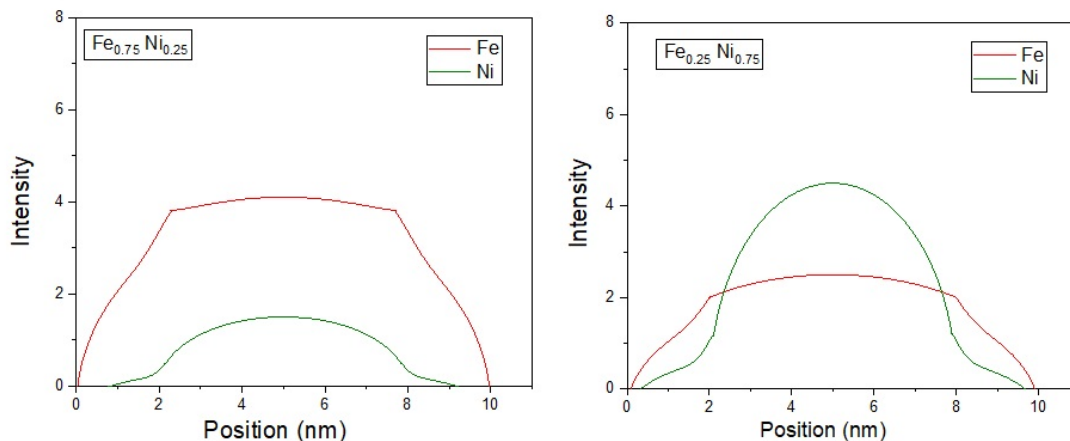 Fe0.75 Ni0.25
Fe
Ni
Intensity
8
6
4
2
0
0 2 4 6 8 10
Position (nm)
Fe0.25 Ni0.75
Fe
Ni
Intensity
8
6
4
2
0
0 2 4 6 8 10
Position (nm)